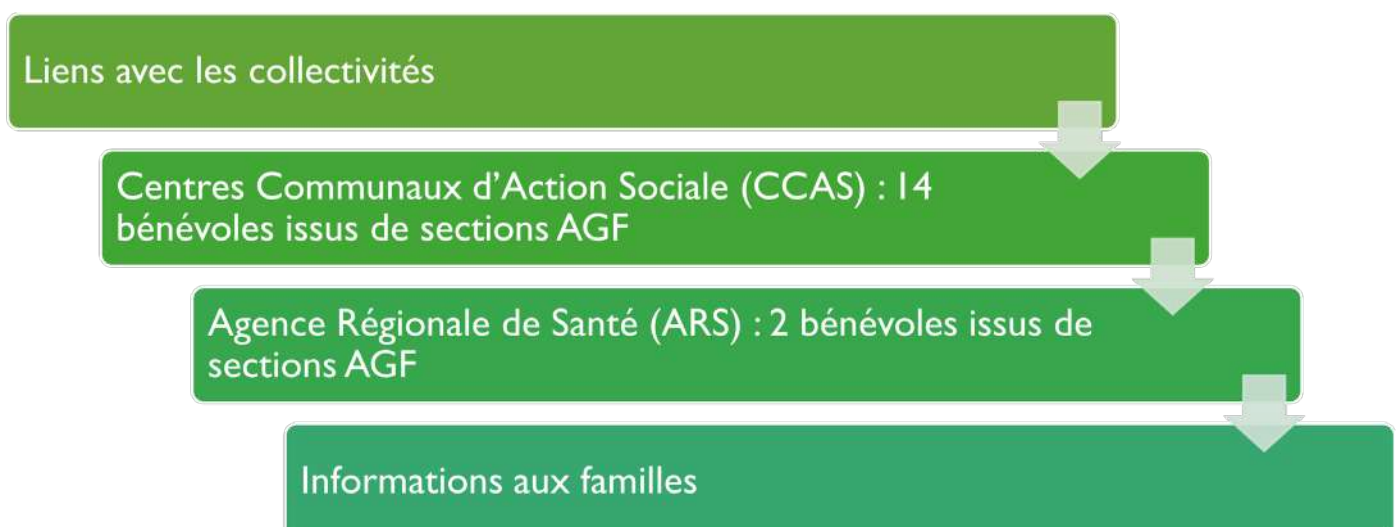 Liens avec les collectivités
Centres Communaux d’Action Sociale (CCAS) : 14
bénévoles issus de sections AGF
Agence Régionale de Santé (ARS) : 2 bénévoles issus de
sections AGF
Informations aux familles